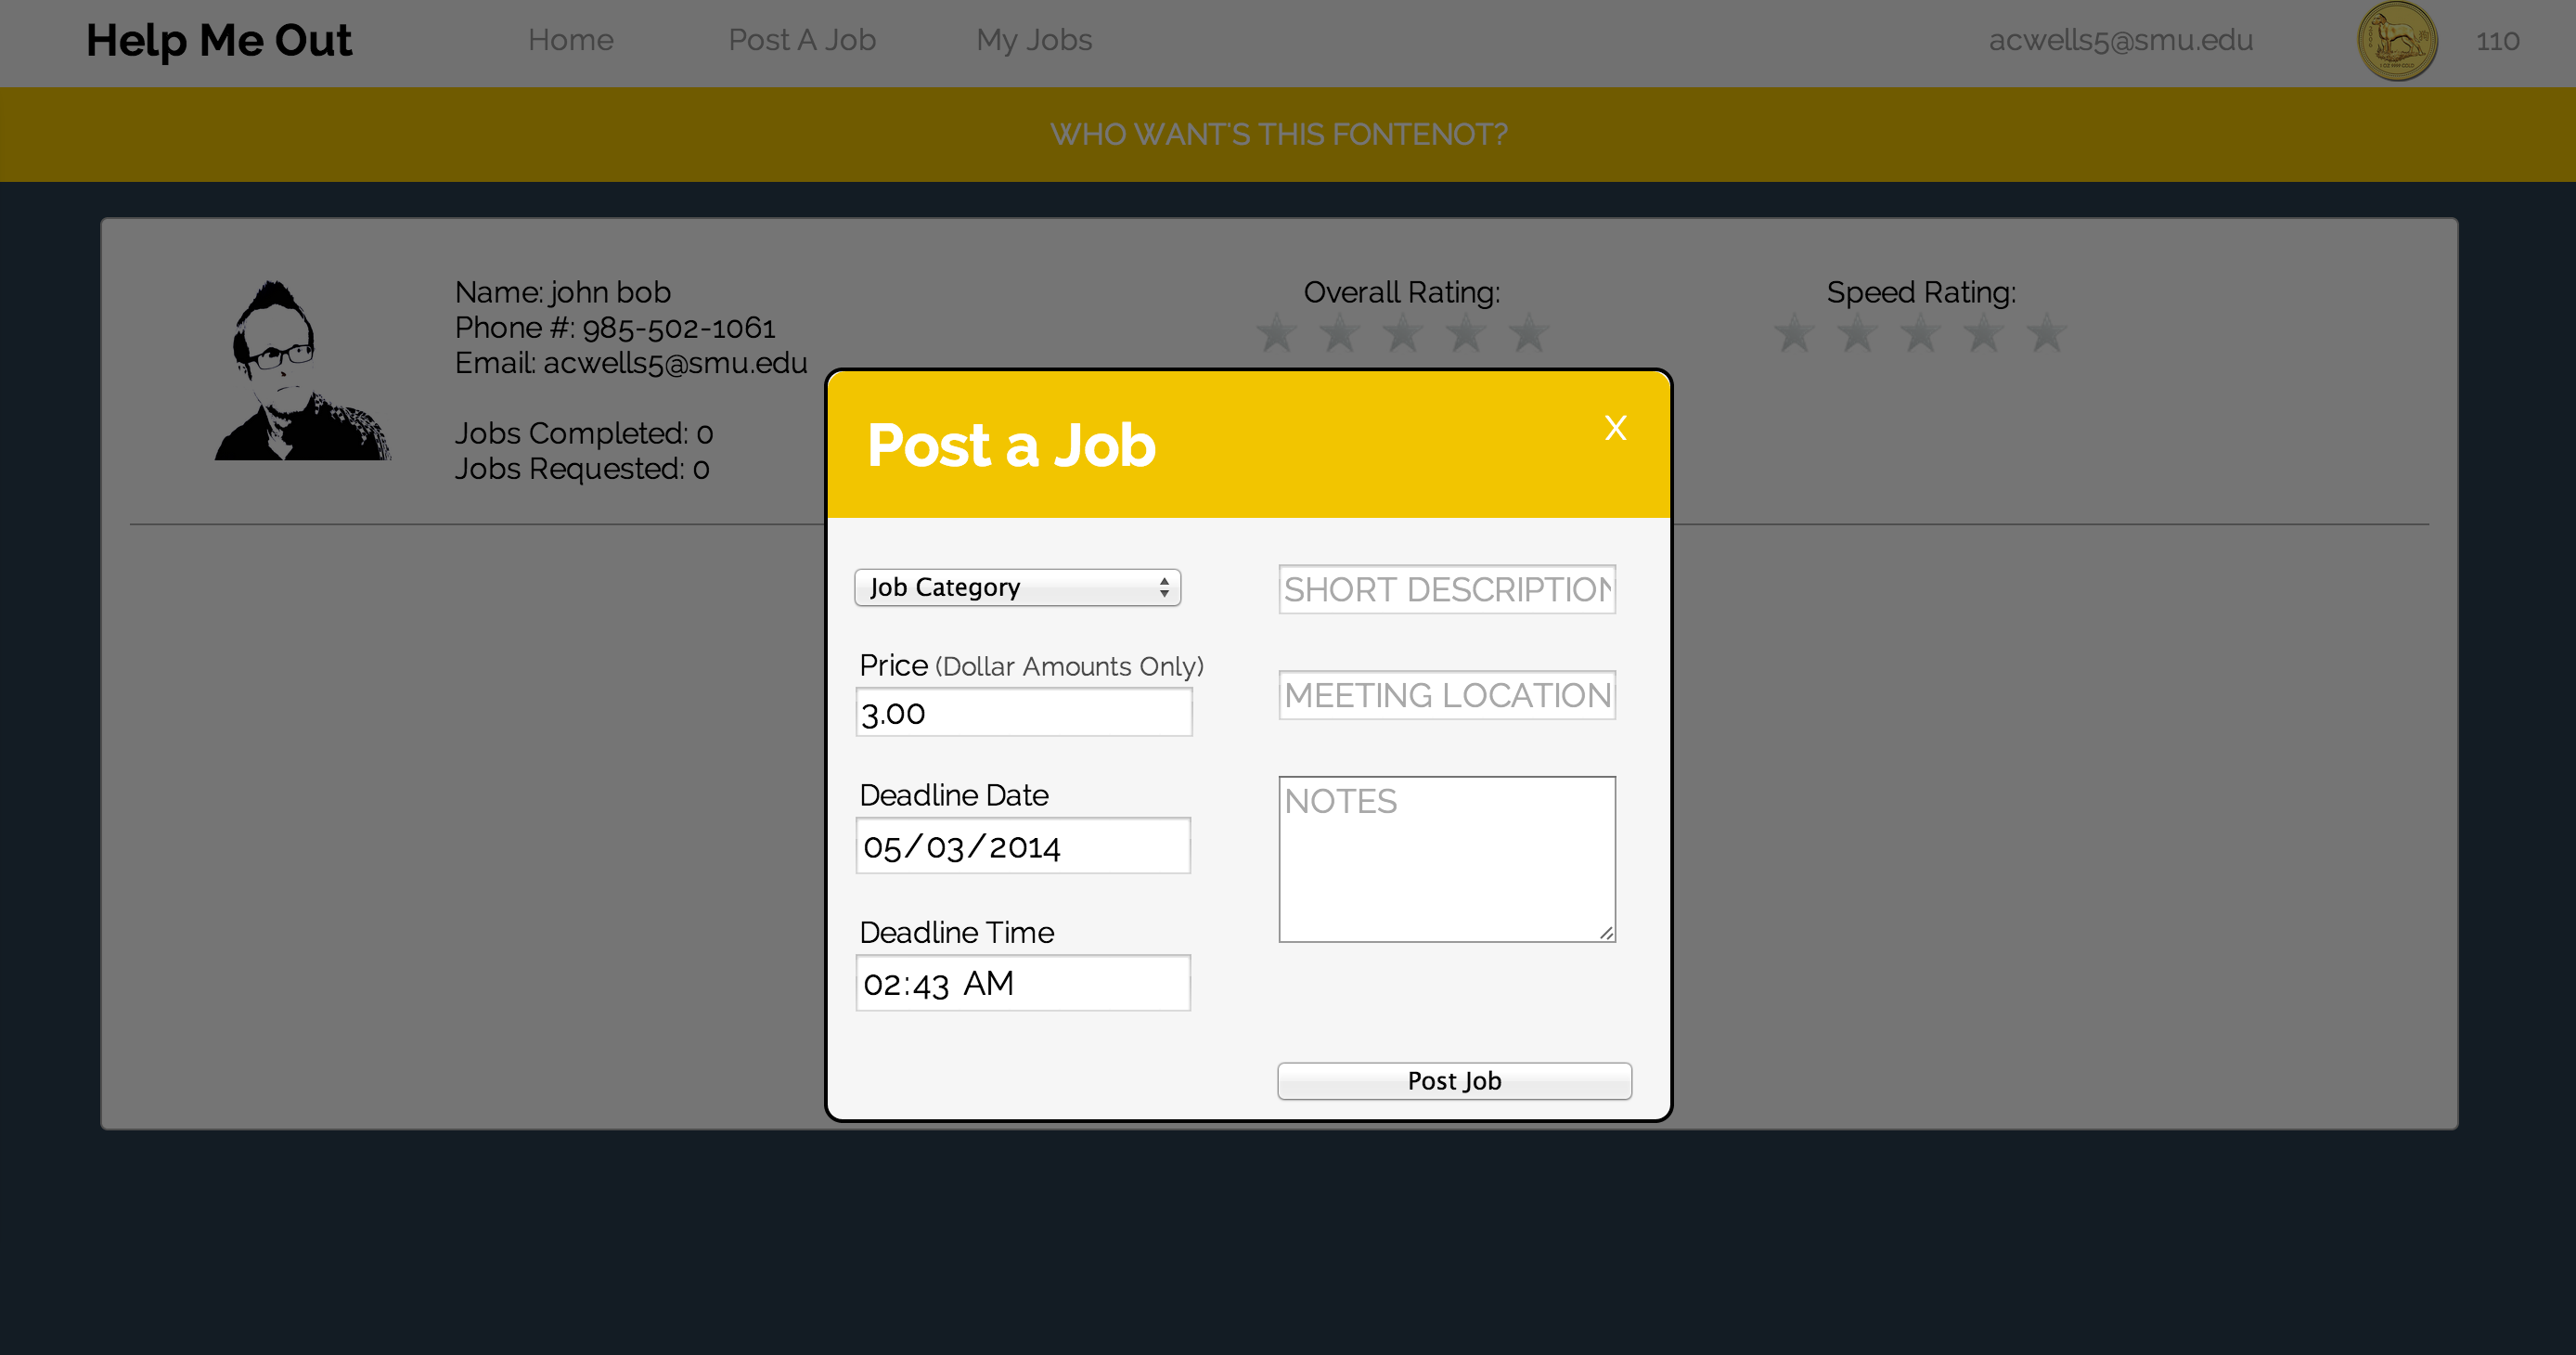 Help Me Out
Home
Post A Job
My Jobs
acwells5@smu.edu
110
WHO WANT'S THIS FONTENOT?
Name: john bob
Phone #: 985-502-1061
Email: acwells5@smu.edu
Jobs Completed: 0
Jobs Requested: 0
Overall Rating:
Speed Rating:
Post a Job
X
Job Category
Price (Dollar Amounts Only)
3.00
Deadline Date
05/03/2014
Deadline Time
02:43 AM
SHORT DESCRIPTION
MEETING LOCATION
NOTES
Post Job